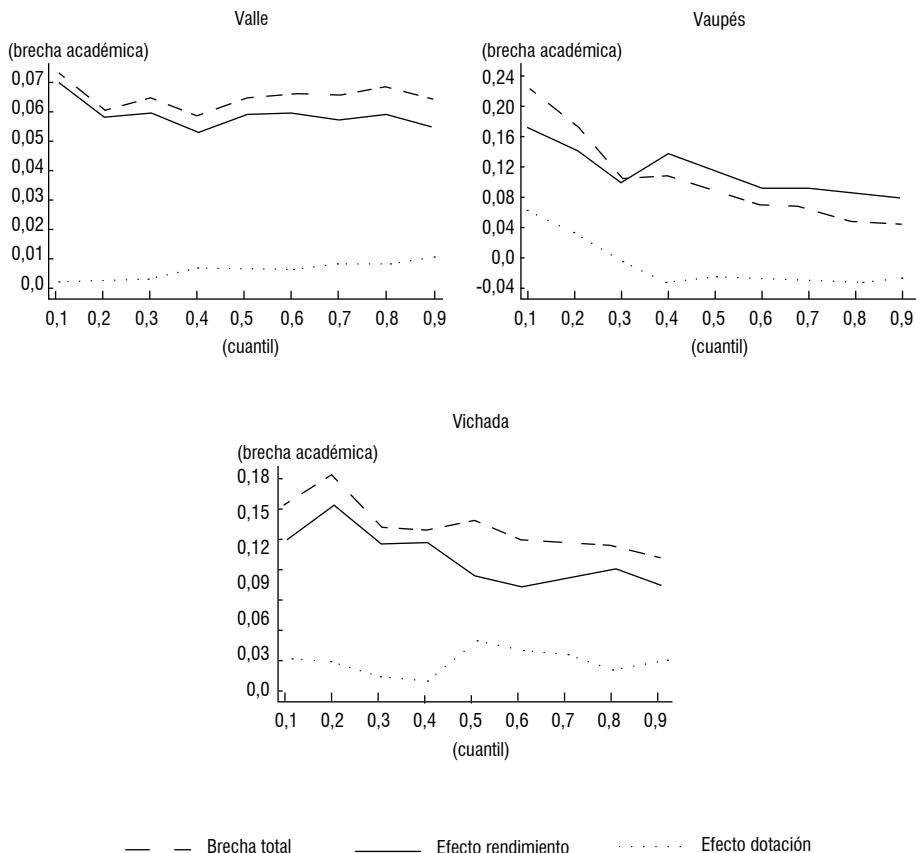 Valle
(brecha académica)
0,07
0,06
0,05
0,04
0,03
0,02
0,01
0,0
0,1 0,2 0,3 0,4 0,5 0,6 0,7 0,8 0,9
(cuantil)
Vaupés
(brecha académica)
0,24
0,20
0,16
0,12
0,08
0,04
0,0
-0,04
0,1 0,2 0,3 0,4 0,5 0,6 0,7 0,8 0,9
(cuantil)
Vichada
(brecha académica)
0,18
0,15
0,12
0,09
0,06
0,03
0,0
0,1 0,2 0,3 0,4 0,5 0,6 0,7 0,8 0,9
(cuantil)
Brecha total Efecto rendimiento Efecto dotación